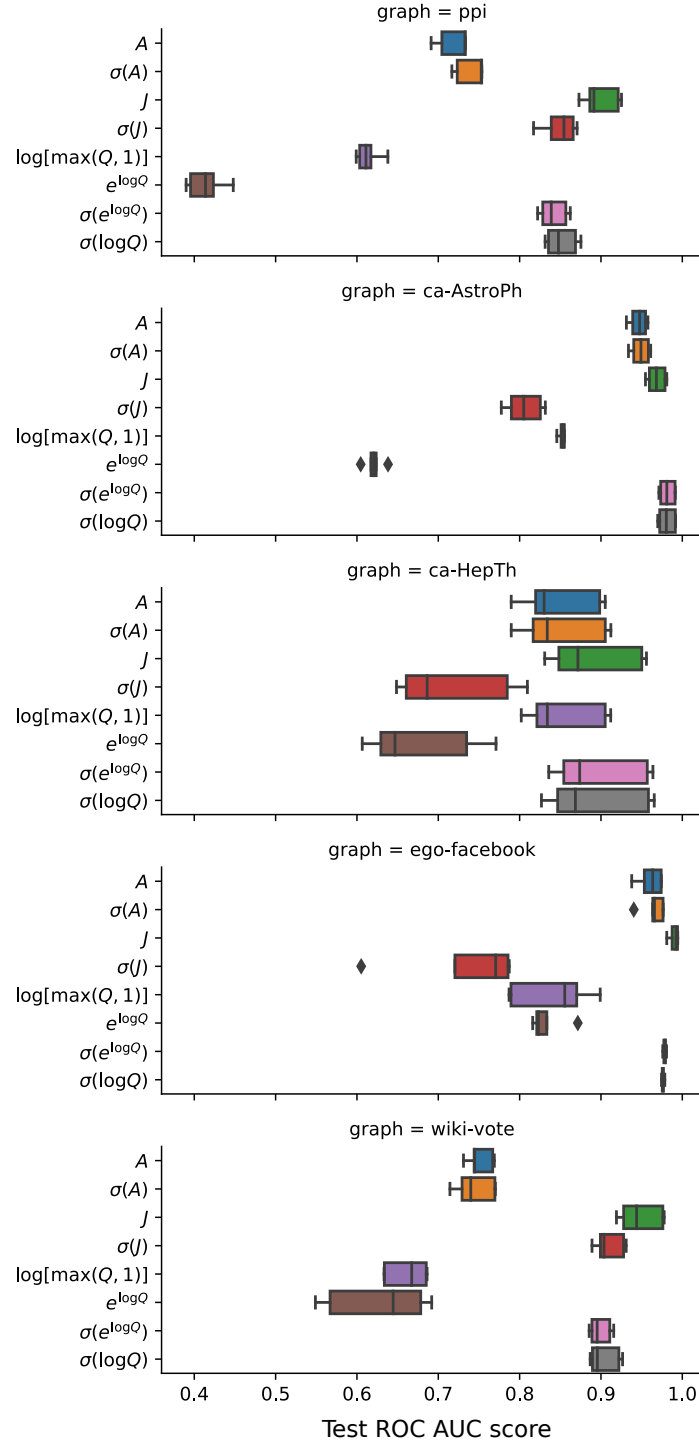 graph = ppi
A
σ(A)
J
σ(J)
log[max(Q, 1)]
e^logQ
σ(e^logQ)
σ(logQ)
graph = ca-AstroPh
A
σ(A)
J
σ(J)
log[max(Q, 1)]
e^logQ
σ(e^logQ)
σ(logQ)
graph = ca-HepTh
A
σ(A)
J
σ(J)
log[max(Q, 1)]
e^logQ
σ(e^logQ)
σ(logQ)
graph = ego-facebook
A
σ(A)
J
σ(J)
log[max(Q, 1)]
e^logQ
σ(e^logQ)
σ(logQ)
graph = wiki-vote
A
σ(A)
J
σ(J)
log[max(Q, 1)]
e^logQ
σ(e^logQ)
σ(logQ)
0.4 0.5 0.6 0.7 0.8 0.9 1.0
Test ROC AUC score